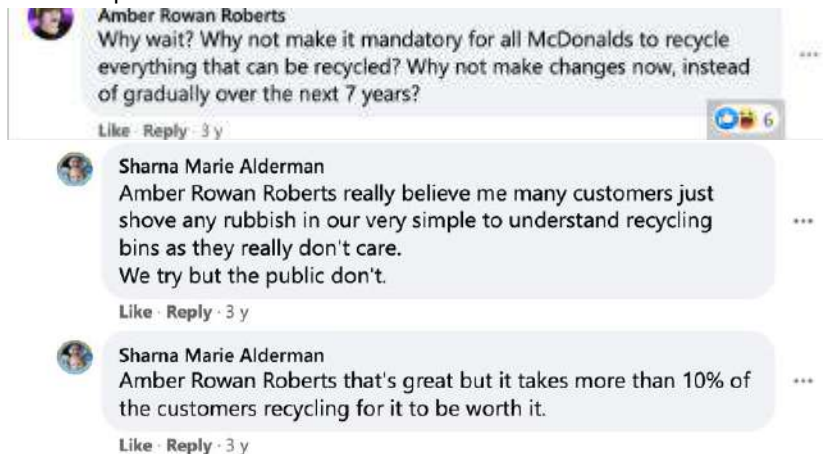 Amber Rowan Roberts
Why wait? Why not make it mandatory for all McDonalds to recycle
everything that can be recycled? Why not make changes now, instead
of gradually over the next 7 years?
Like · Reply · 3 y
6
Sharna Marie Alderman
Amber Rowan Roberts really believe me many customers just
shove any rubbish in our very simple to understand recycling
bins as they really don't care.
We try but the public don't.
Like · Reply · 3 y
Sharna Marie Alderman
Amber Rowan Roberts that's great but it takes more than 10% of
the customers recycling for it to be worth it.
Like · Reply · 3 y